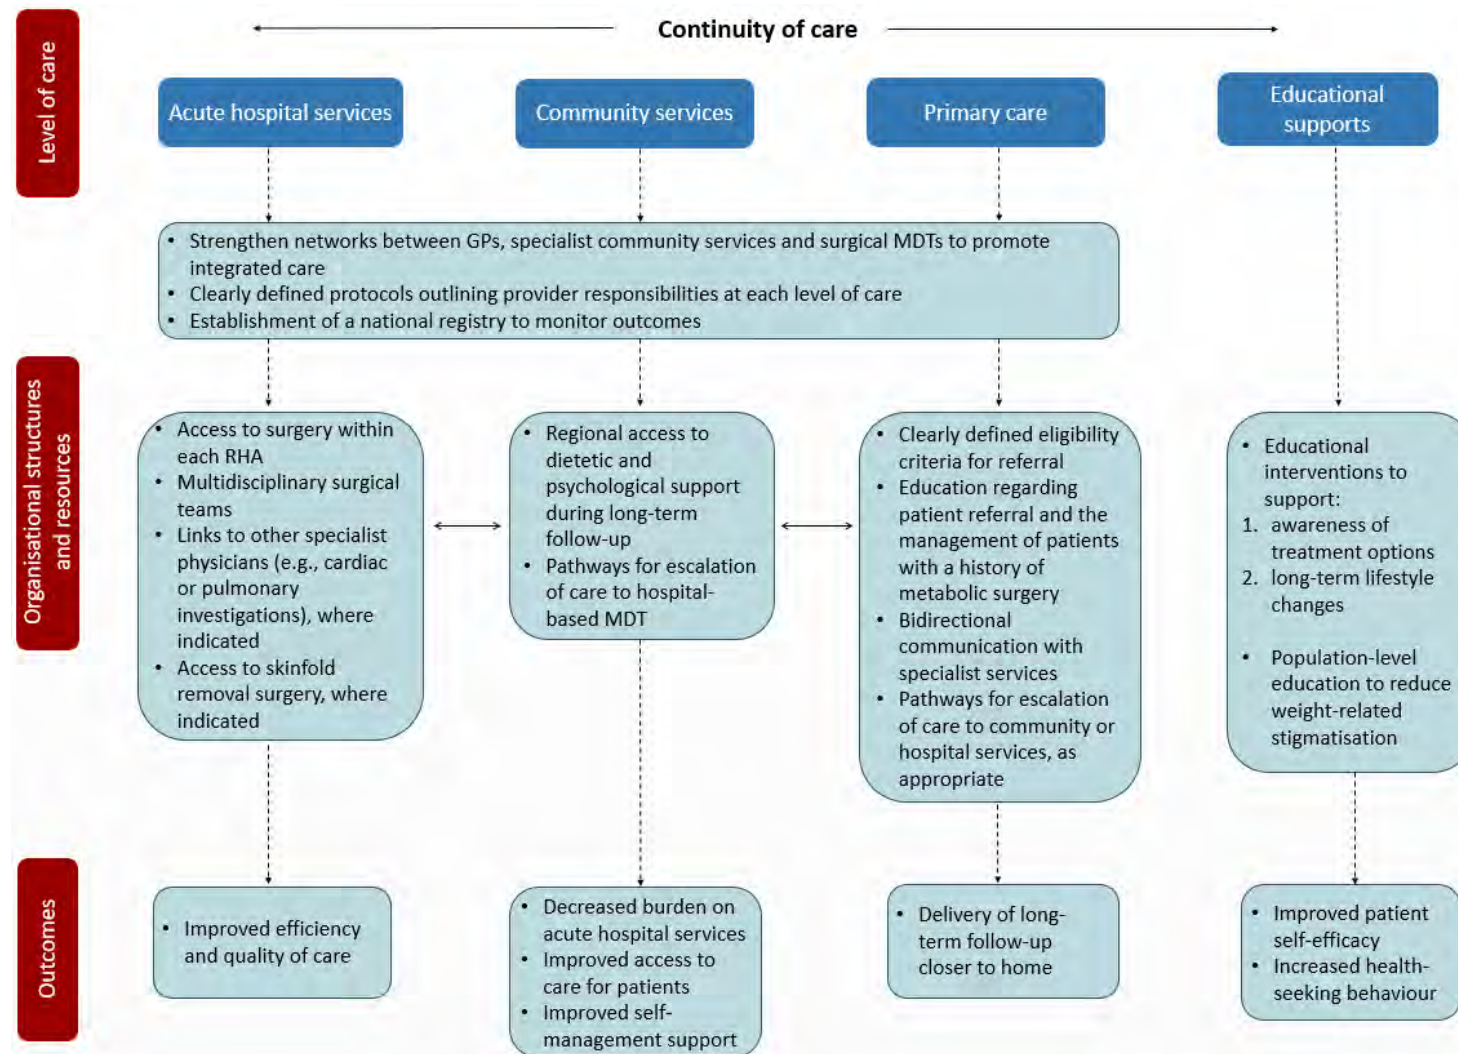 Continuity of care
Level of care
Acute hospital services
Community services
Primary care
Educational
supports
• Strengthen networks between GPs, specialist community services and surgical MDTs to promote
integrated care
• Clearly defined protocols outlining provider responsibilities at each level of care
• Establishment of a national registry to monitor outcomes
Organisational structures
and resources
• Access to surgery within
each RHA
• Multidisciplinary surgical
teams
• Links to other specialist
physicians (e.g., cardiac
or pulmonary
investigations), where
indicated
• Access to skinfold
removal surgery, where
indicated
• Regional access to
dietetic and
psychological support
during long-term
follow-up
• Pathways for escalation
of care to hospital-
based MDT
• Clearly defined eligibility
criteria for referral
• Education regarding
patient referral and the
management of patients
with a history of
metabolic surgery
• Bidirectional
communication with
specialist services
• Pathways for escalation
of care to community or
hospital services, as
appropriate
• Educational
interventions to
support:
1. awareness of
treatment options
2. long-term lifestyle
changes
• Population-level
education to reduce
weight-related
stigmatisation
Outcomes
• Improved efficiency
and quality of care
• Decreased burden on
acute hospital services
• Improved access to
care for patients
• Improved self-
management support
• Delivery of long-
term follow-up
closer to home
• Improved patient
self-efficacy
• Increased health-
seeking behaviour